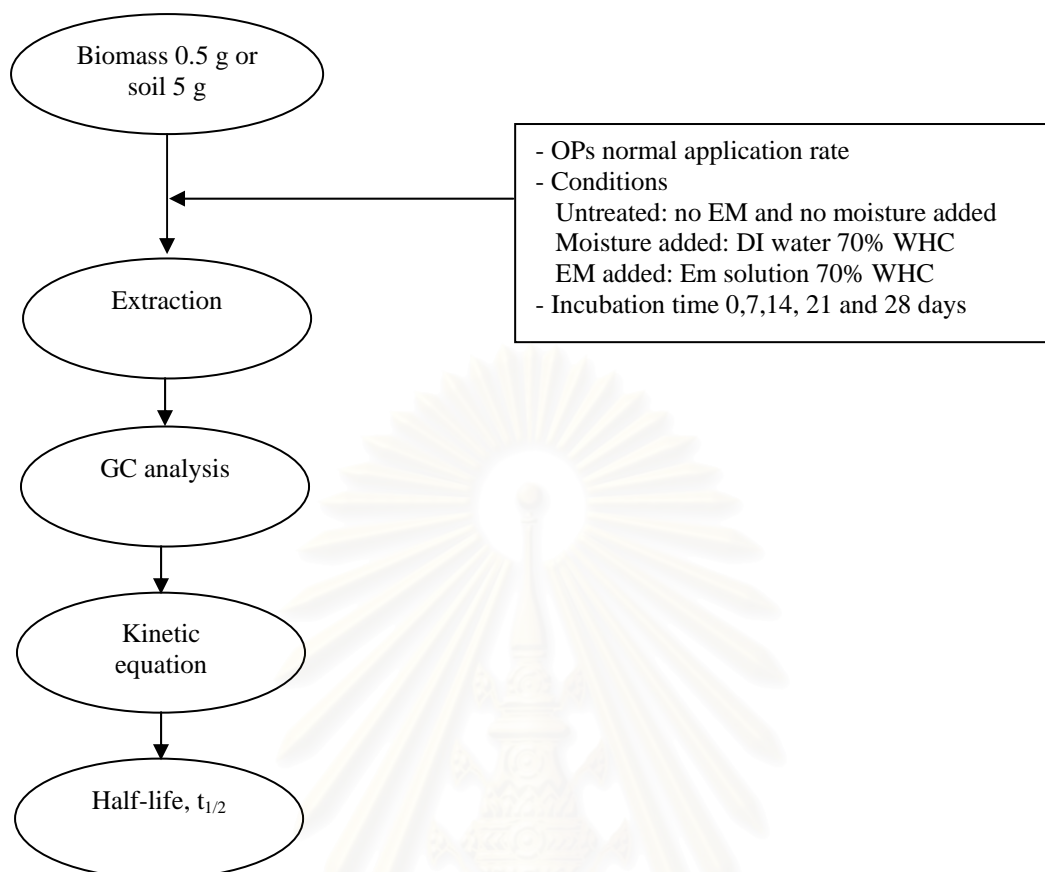 Biomass 0.5 g or
soil 5 g
- OPs normal application rate
- Conditions
Untreated: no EM and no moisture added
Moisture added: DI water 70% WHC
EM added: Em solution 70% WHC
- Incubation time 0,7,14, 21 and 28 days
Extraction
GC analysis
Kinetic
equation
Half-life, t1/2